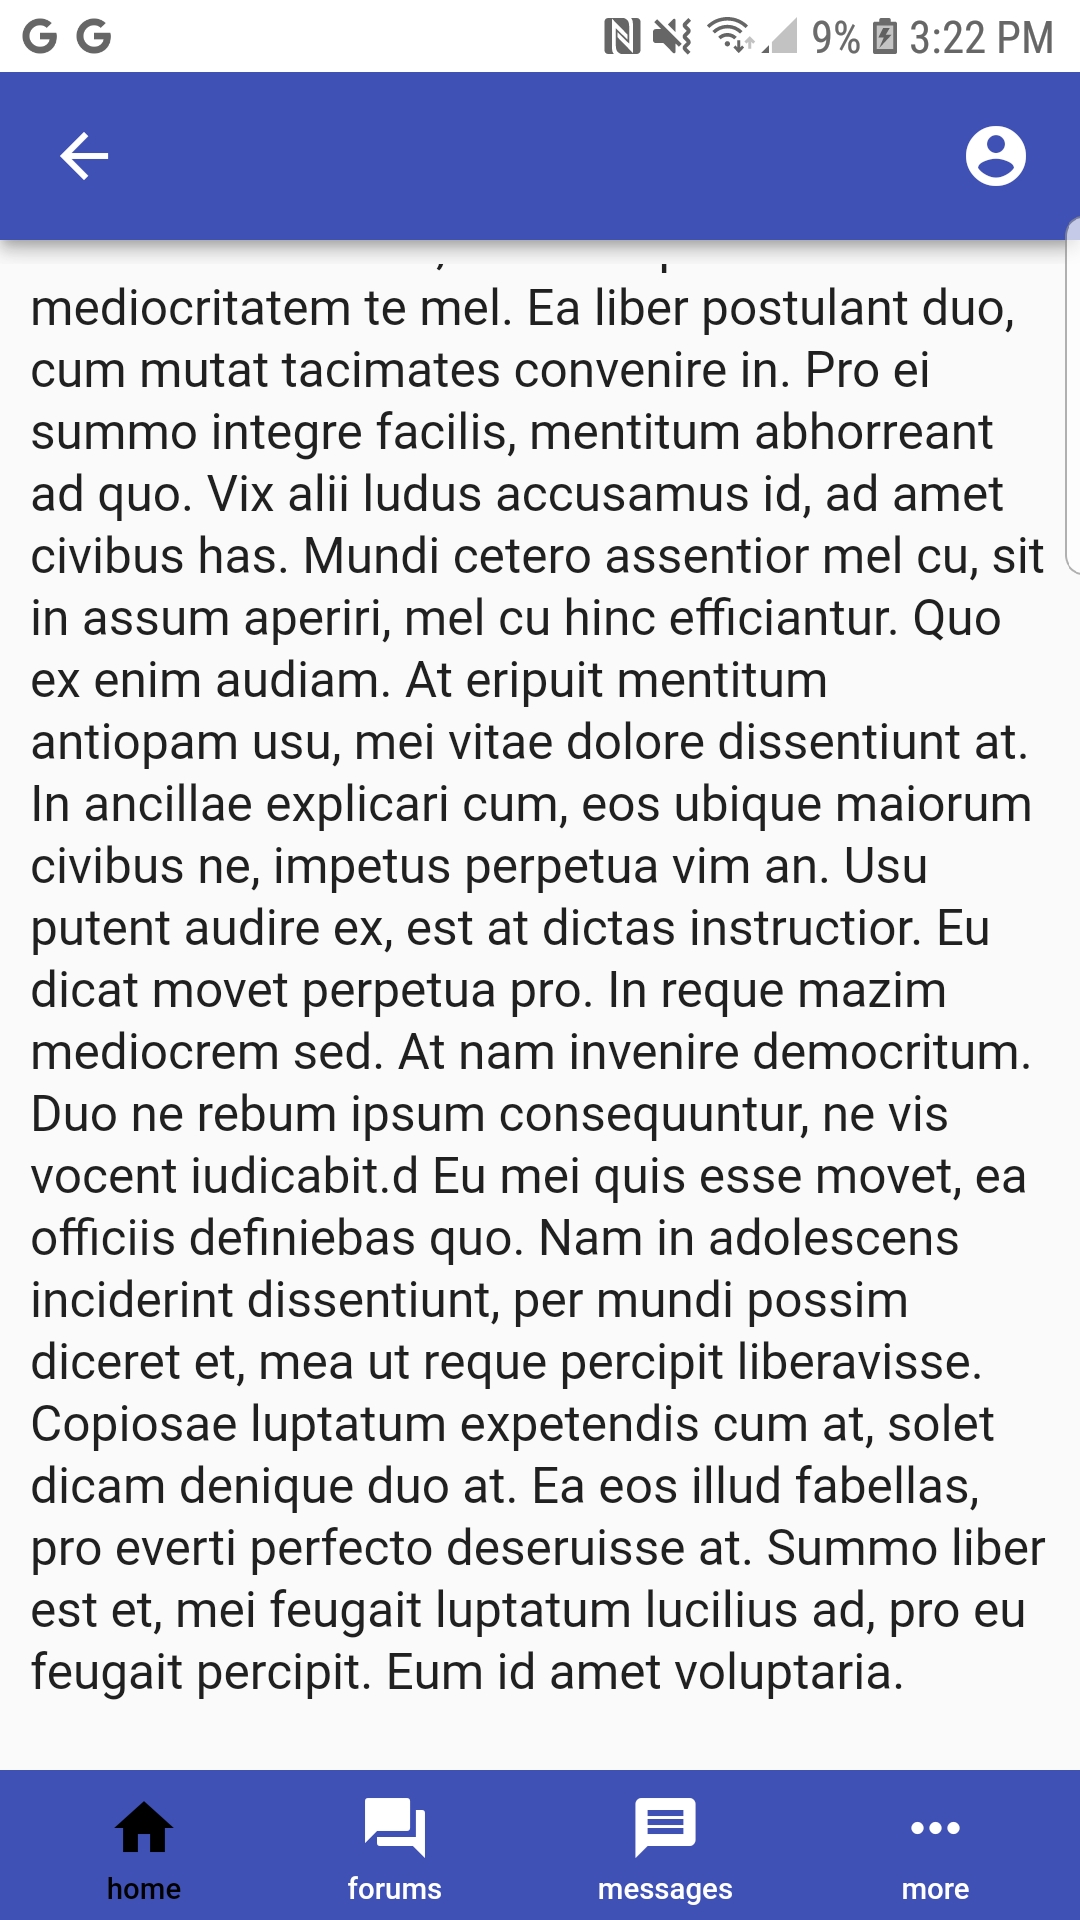 G G 9% 3:22 PM
mediocritatem te mel. Ea liber postulant duo,
cum mutat tacimates convenire in. Pro ei
summo integre facilis, mentitum abhorreant
ad quo. Vix alii ludus accusamus id, ad amet
civibus has. Mundi cetero assentior mel cu, sit
in assum aperiri, mel cu hinc efficiantur. Quo
ex enim audiam. At eripuit mentitum
antiopam usu, mei vitae dolore dissentiunt at.
In ancillae explicari cum, eos ubique maiorum
civibus ne, impetus perpetua vim an. Usu
putent audire ex, est at dictas instructior. Eu
dicat movet perpetua pro. In reque mazim
mediocrem sed. At nam invenire democritum.
Duo ne rebum ipsum consequuntur, ne vis
vocent iudicabit.d Eu mei quis esse movet, ea
officiis definiebas quo. Nam in adolescens
inciderint dissentiunt, per mundi possim
diceret et, mea ut reque percipit liberavisse.
Copiosae luptatum expetendis cum at, solet
dicam denique duo at. Ea eos illud fabellas,
pro everti perfecto deseruisse at. Summo liber
est et, mei feugait luptatum lucilius ad, pro eu
feugait percipit. Eum id amet voluptaria.
home forums messages more